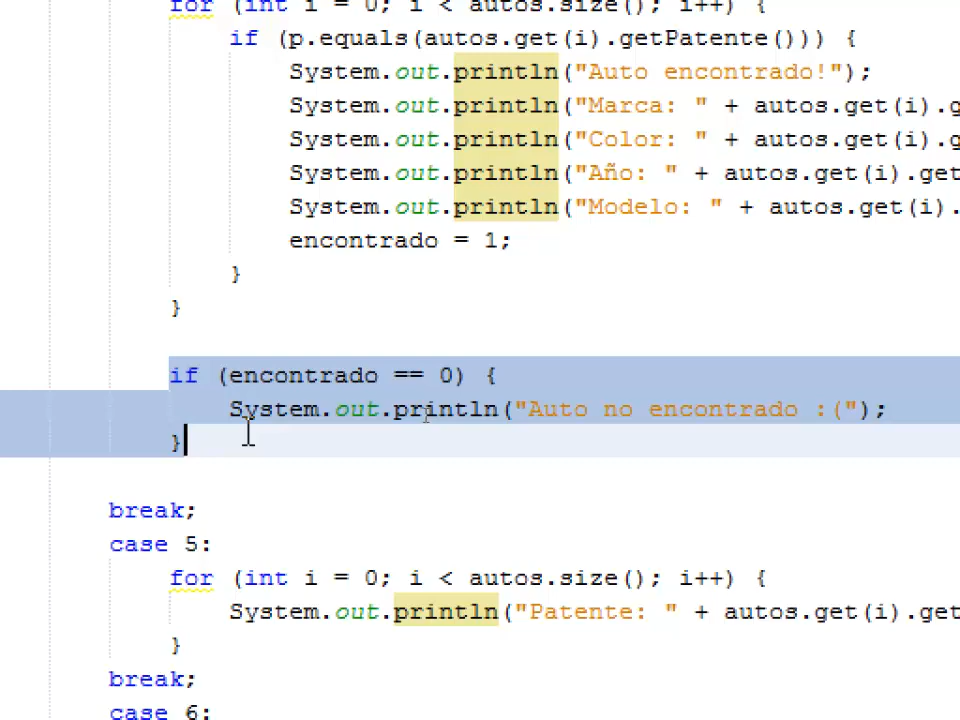 for (int i = 0; i < autos.size(); i++) {
if (p.equals(autos.get(i).getPatente())) {
System.out.println("Auto encontrado!");
System.out.println("Marca: " + autos.get(i).g
System.out.println("Color: " + autos.get(i).g
System.out.println("Año: " + autos.get(i).get
System.out.println("Modelo: " + autos.get(i).
encontrado = 1;
}
}
if (encontrado == 0) {
System.out.println("Auto no encontrado :(");
}
break;
case 5:
for (int i = 0; i < autos.size(); i++) {
System.out.println("Patente: " + autos.get(i).get
}
break;
case 6: